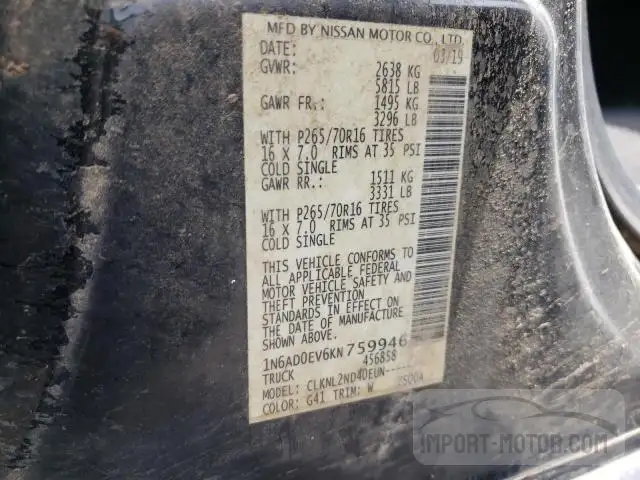 MFD BY NISSAN MOTOR CO., LTD.
DATE: 03/19
GVWR: 2638 KG
5815 LB
GAWR FR.: 1495 KG
3296 LB
WITH P265/70R16 TIRES
16 X 7.0 RIMS AT 35 PSI
COLD SINGLE
GAWR RR.: 1511 KG
3331 LB
WITH P265/70R16 TIRES
16 X 7.0 RIMS AT 35 PSI
COLD SINGLE
THIS VEHICLE CONFORMS TO
ALL APPLICABLE FEDERAL
MOTOR VEHICLE SAFETY AND
THEFT PREVENTION
STANDARDS IN EFFECT ON
THE DATE OF MANUFACTURE
SHOWN ABOVE.
1N6AD0EV6KN759946
TRUCK 456858
MODEL: CLKNL2ND40EUN-----
COLOR: G41 TRIM: W
IMPORT-MOTOR.COM